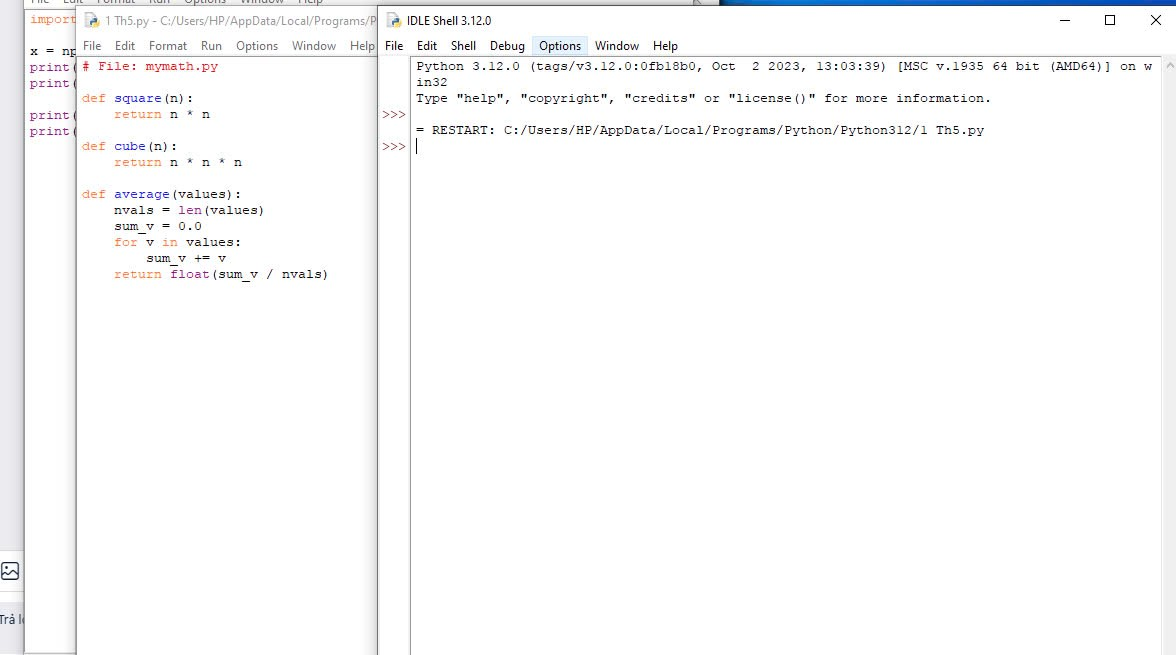 import
x = np
print(
print(
print(
print(
1 Th5.py - C:/Users/HP/AppData/Local/Programs/P
File Edit Format Run Options Window Help
# File: mymath.py
def square(n):
    return n * n
def cube(n):
    return n * n * n
def average(values):
    nvals = len(values)
    sum_v = 0.0
    for v in values:
        sum_v += v
    return float(sum_v / nvals)
IDLE Shell 3.12.0
File Edit Shell Debug Options Window Help
Python 3.12.0 (tags/v3.12.0:0fb18b0, Oct  2 2023, 13:03:39) [MSC v.1935 64 bit (AMD64)] on w
in32
Type "help", "copyright", "credits" or "license()" for more information.
>>>
= RESTART: C:/Users/HP/AppData/Local/Programs/Python/Python312/1 Th5.py
>>>
Trả